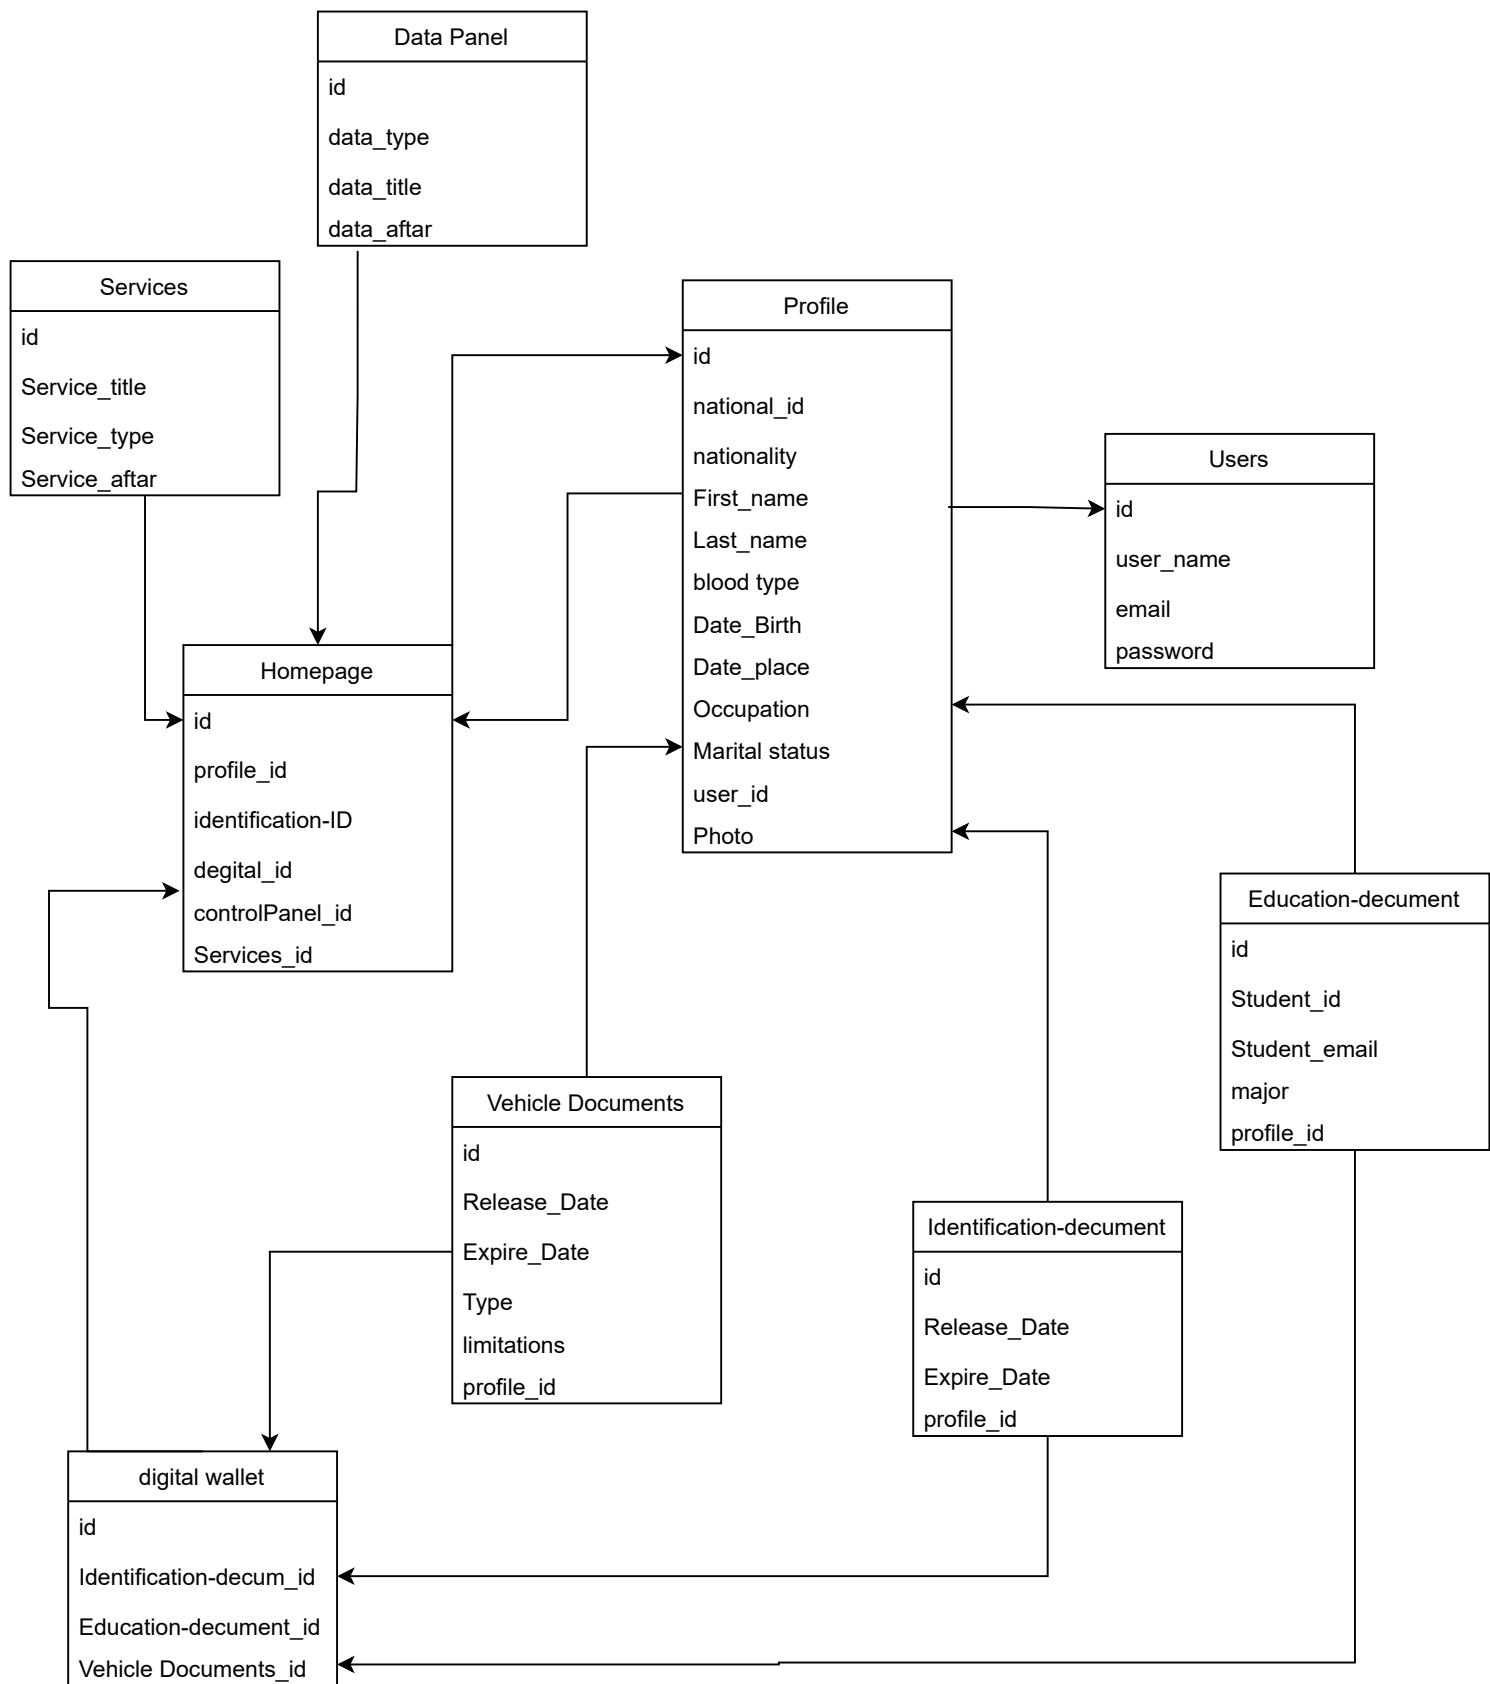 Data Panel
id
data_type
data_title
data_aftar
Services
id
Service_title
Service_type
Service_aftar
Profile
id
national_id
nationality
First_name
Last_name
blood type
Date_Birth
Date_place
Occupation
Marital status
user_id
Photo
Users
id
user_name
email
password
Homepage
id
profile_id
identification-ID
degital_id
controlPanel_id
Services_id
Education-decument
id
Student_id
Student_email
major
profile_id
Vehicle Documents
id
Release_Date
Expire_Date
Type
limitations
profile_id
Identification-decument
id
Release_Date
Expire_Date
profile_id
digital wallet
id
Identification-decum_id
Education-decument_id
Vehicle Documents_id